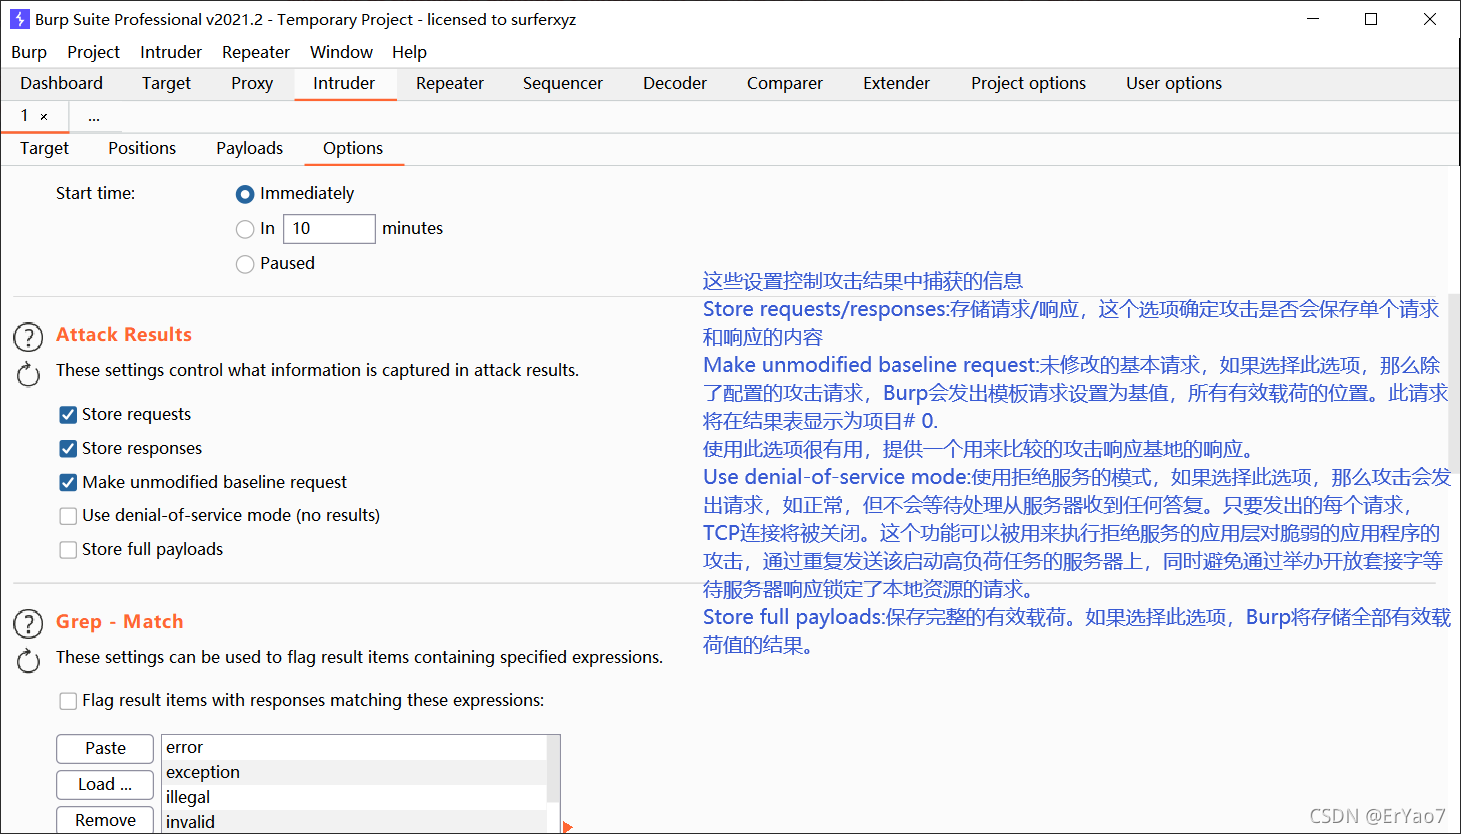 Burp Suite Professional v2021.2 - Temporary Project - licensed to surferxyz
Burp Project Intruder Repeater Window Help
Dashboard Target Proxy Intruder Repeater Sequencer Decoder Comparer Extender Project options User options
1 × ...
Target Positions Payloads Options
Start time:
Immediately
In 10 minutes
Paused
Attack Results
These settings control what information is captured in attack results.
Store requests
Store responses
Make unmodified baseline request
Use denial-of-service mode (no results)
Store full payloads
Grep - Match
These settings can be used to flag result items containing specified expressions.
Flag result items with responses matching these expressions:
Paste
Load ...
Remove
error
exception
illegal
invalid
这些设置控制攻击结果中捕获的信息
Store requests/responses:存储请求/响应，这个选项确定攻击是否会保存单个请求
和响应的内容
Make unmodified baseline request:未修改的基本请求，如果选择此选项，那么除
了配置的攻击请求，Burp会发出模板请求设置为基值，所有有效载荷的位置。此请求
将在结果表显示为项目# 0.
使用此选项很有用，提供一个用来比较的攻击响应基地的响应。
Use denial-of-service mode:使用拒绝服务的模式，如果选择此选项，那么攻击会发
出请求，如正常，但不会等待处理从服务器收到任何答复。只要发出的每个请求，
TCP连接将被关闭。这个功能可以被用来执行拒绝服务的应用层对脆弱的应用程序的
攻击，通过重复发送该启动高负荷任务的服务器上，同时避免通过举办开放套接字等
待服务器响应锁定了本地资源的请求。
Store full payloads:保存完整的有效载荷。如果选择此选项，Burp将存储全部有效载
荷值的结果。
CSDN @ErYao7